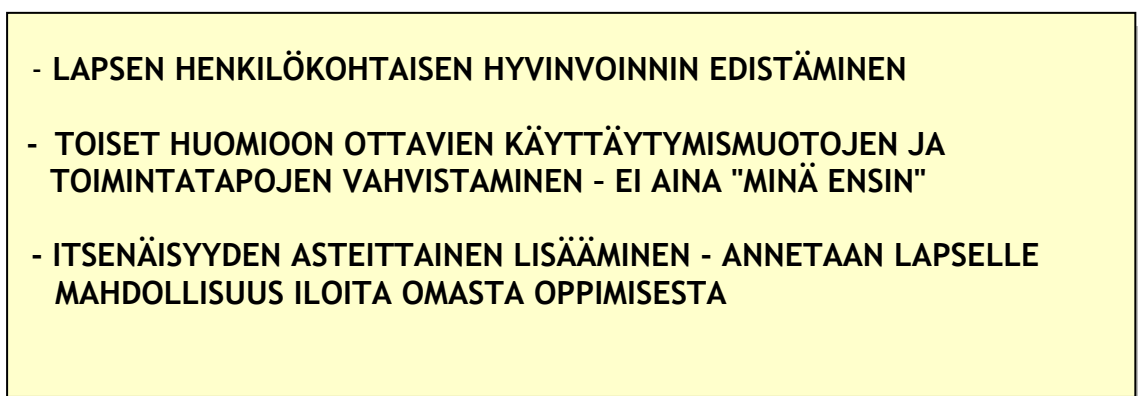 - LAPSEN HENKILÖKOHTAISEN HYVINVOINNIN EDISTÄMINEN
- TOISET HUOMIOON OTTAVIEN KÄYTTÄYTYMISMUOTOJEN JA
TOIMINTATAPOJEN VAHVISTAMINEN – EI AINA "MINÄ ENSIN"
- ITSENÄISYYDEN ASTEITTAINEN LISÄÄMINEN - ANNETAAN LAPSELLE
MAHDOLLISUUS ILOITA OMASTA OPPIMISESTA